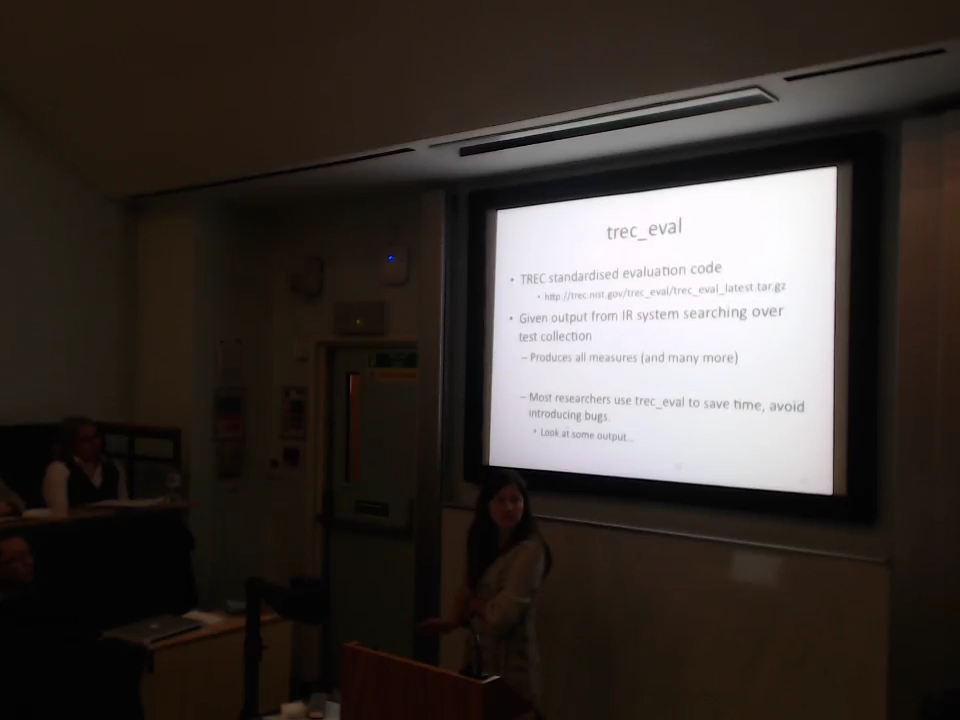 trec_eval
• TREC standardised evaluation code
• http://trec.nist.gov/trec_eval/trec_eval_latest.tar.gz
• Given output from IR system searching over
test collection
– Produces all measures (and many more)
– Most researchers use trec_eval to save time, avoid
introducing bugs.
• Look at some output...